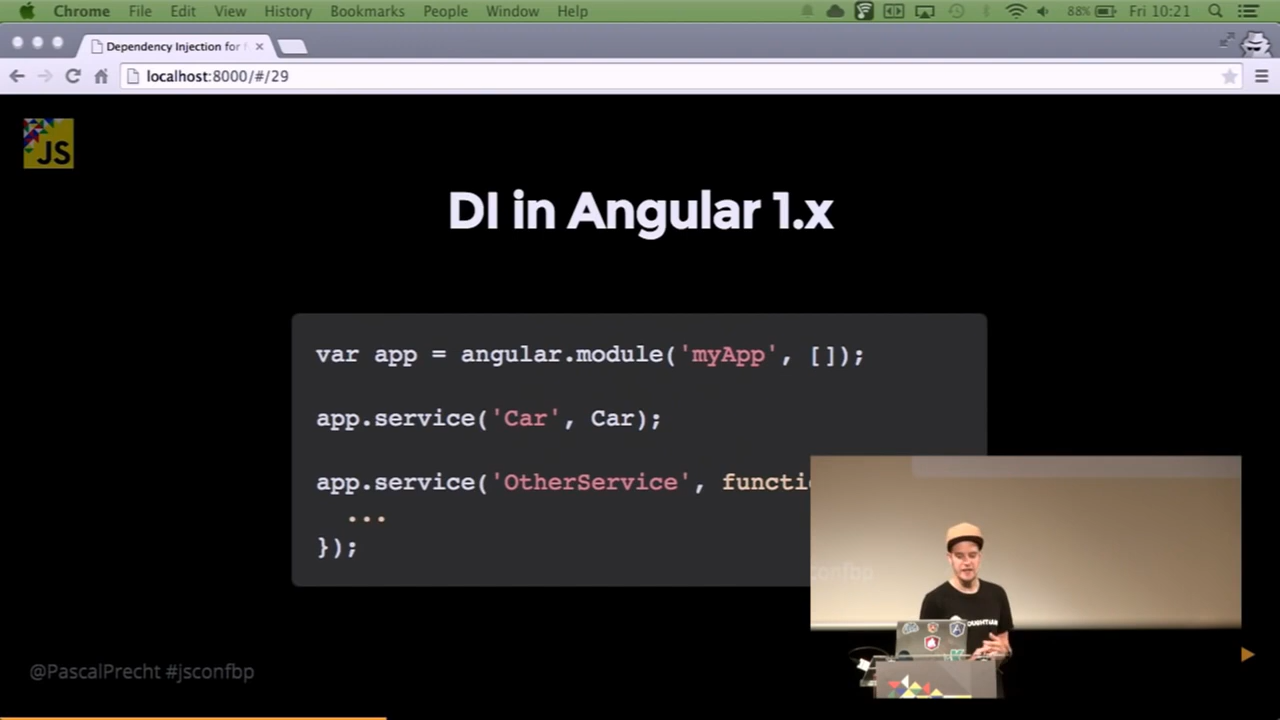 Chrome File Edit View History Bookmarks People Window Help 88% Fri 10:21
Dependency Injection for f
localhost:8000/#/29
JS
DI in Angular 1.x
var app = angular.module('myApp', []);
app.service('Car', Car);
app.service('OtherService', functi
...
});
confbp
@PascalPrecht #jsconfbp